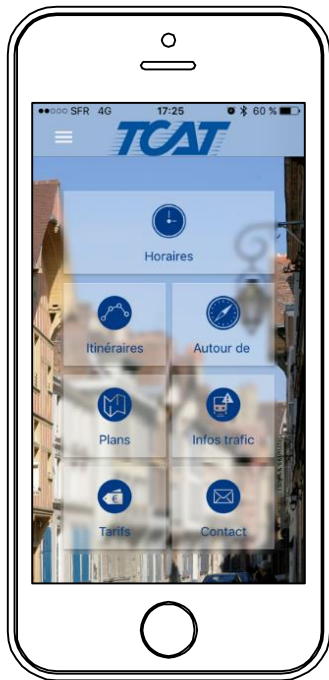 SFR 4G 17:25 60 %
TCAT
Horaires
Itinéraires Autour de
Plans Infos trafic
Tarifs Contact